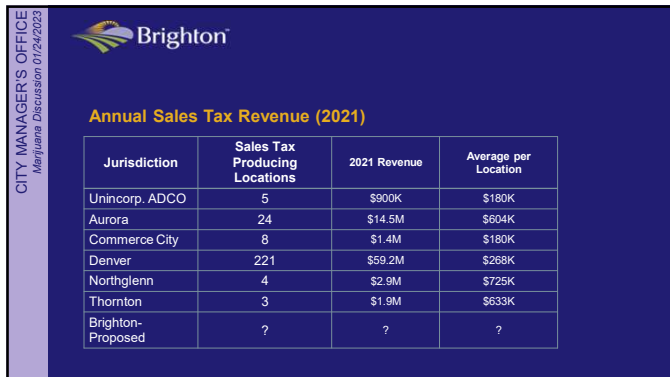 CITY MANAGER'S OFFICE
Marijuana Discussion 01/24/2023
Brighton
Annual Sales Tax Revenue (2021)
Jurisdiction
Sales Tax
Producing
Locations
2021 Revenue
Average per
Location
Unincorp. ADCO 5 $900K $180K
Aurora 24 $14.5M $604K
Commerce City 8 $1.4M $180K
Denver 221 $59.2M $268K
Northglenn 4 $2.9M $725K
Thornton 3 $1.9M $633K
Brighton-
Proposed ? ? ?